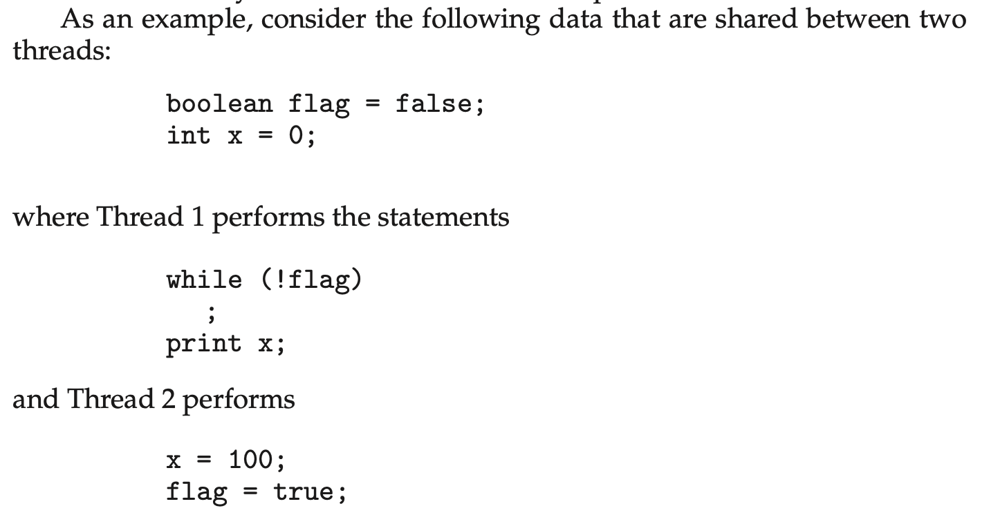 As an example, consider the following data that are shared between two
threads:
boolean flag = false;
int x = 0;
where Thread 1 performs the statements
while (!flag)
;
print x;
and Thread 2 performs
x = 100;
flag = true;